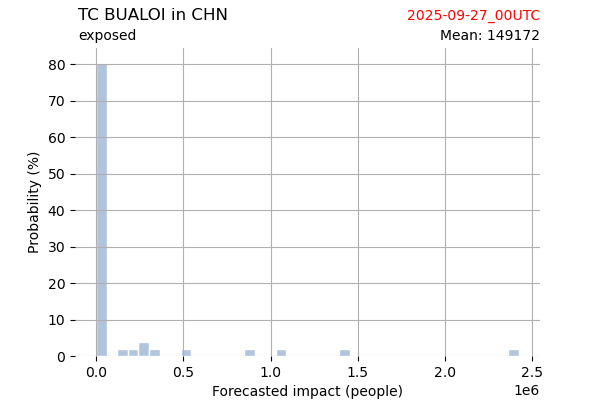 TC BUALOI in CHN
2025-09-27_00UTC
exposed
Mean: 149172
80
70
60
50
40
30
20
10
0
Probability (%)
0.0 0.5 1.0 1.5 2.0 2.5
1e6
Forecasted impact (people)